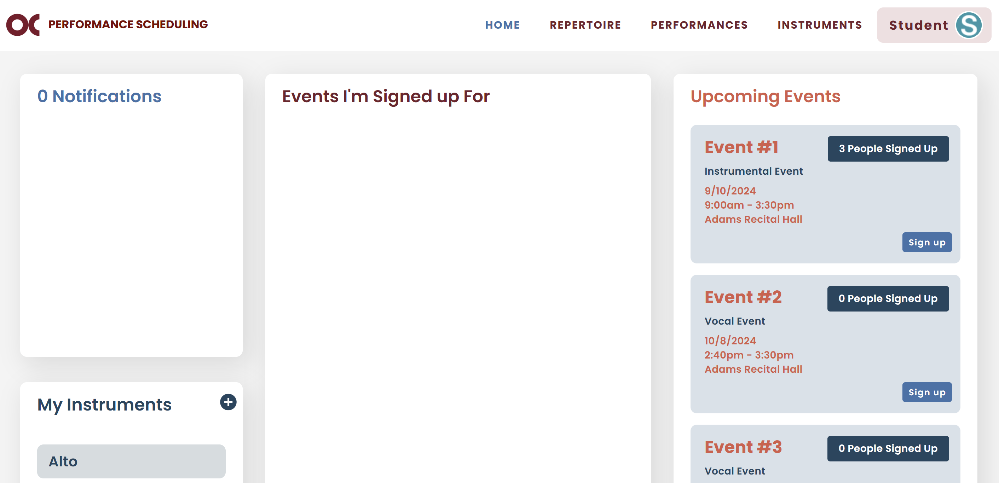 OC PERFORMANCE SCHEDULING
HOME REPERTOIRE PERFORMANCES INSTRUMENTS Student S
0 Notifications
My Instruments
Alto
Events I'm Signed up For
Upcoming Events
Event #1
3 People Signed Up
Instrumental Event
9/10/2024
9:00am - 3:30pm
Adams Recital Hall
Sign up
Event #2
0 People Signed Up
Vocal Event
10/8/2024
2:40pm - 3:30pm
Adams Recital Hall
Sign up
Event #3
0 People Signed Up
Vocal Event